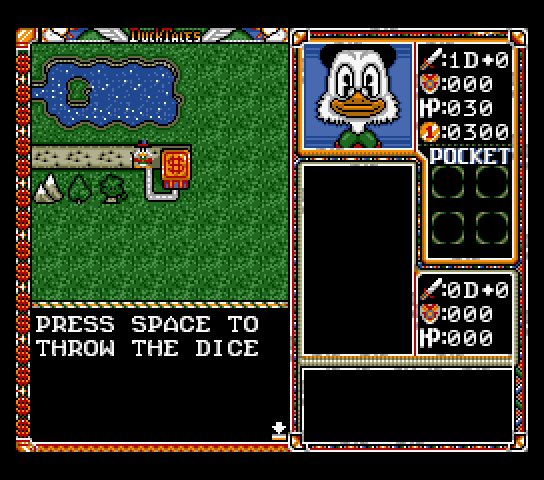 DUCKTALES
:1D+0
:000
HP:030
1:0300
POCKET
PRESS SPACE TO
THROW THE DICE
:0D+0
:000
HP:000